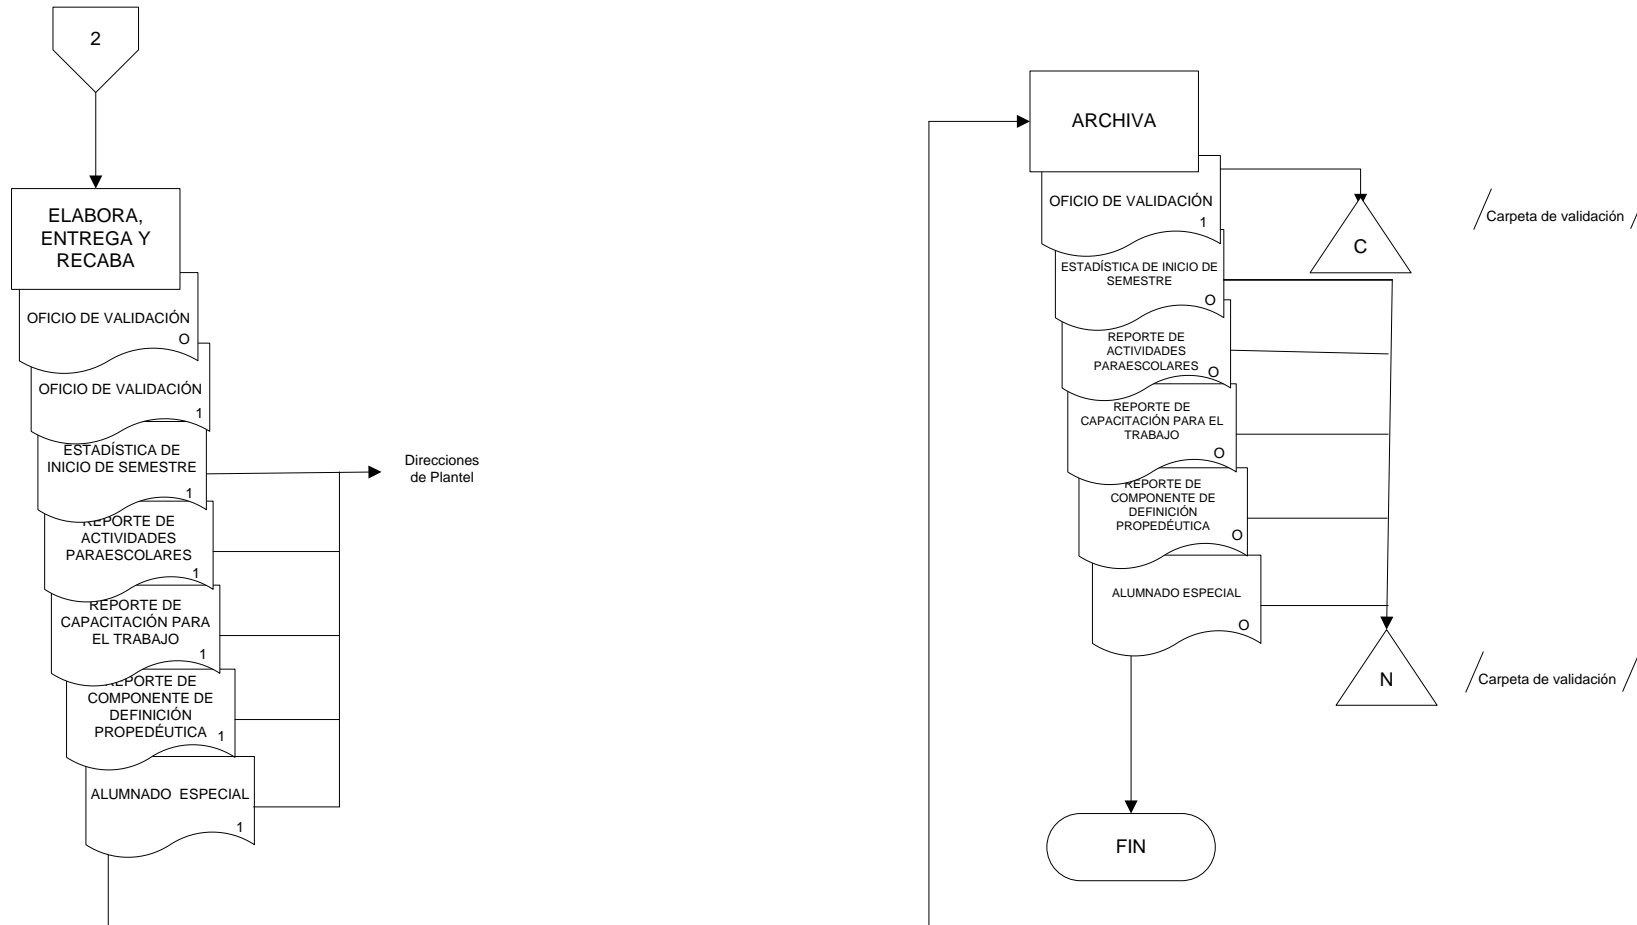 2
ELABORA,
ENTREGA Y
RECABA
OFICIO DE VALIDACIÓN
O
OFICIO DE VALIDACIÓN
1
ESTADÍSTICA DE
INICIO DE SEMESTRE
1
REPORTE DE
ACTIVIDADES
PARAESCOLARES
1
REPORTE DE
CAPACITACIÓN PARA
EL TRABAJO
1
REPORTE DE
COMPONENTE DE
DEFINICIÓN
PROPEDÉUTICA
1
ALUMNADO ESPECIAL
1
Direcciones
de Plantel
ARCHIVA
OFICIO DE VALIDACIÓN
1
ESTADÍSTICA DE INICIO DE
SEMESTRE
O
REPORTE DE
ACTIVIDADES
PARAESCOLARES
O
REPORTE DE
CAPACITACIÓN PARA EL
TRABAJO
O
REPORTE DE
COMPONENTE DE
DEFINICIÓN
PROPEDÉUTICA
O
ALUMNADO ESPECIAL
O
C
/Carpeta de validación /
N
/Carpeta de validación /
FIN